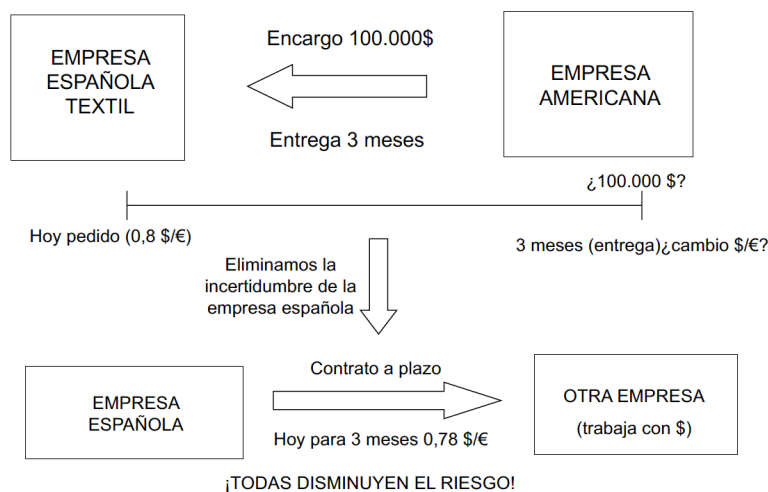 EMPRESA
ESPAÑOLA
TEXTIL
Encargo 100.000$
Entrega 3 meses
EMPRESA
AMERICANA
¿100.000 $?
Hoy pedido (0,8 $/€)
3 meses (entrega)¿cambio $/€?
Eliminamos la
incertidumbre de la
empresa española
EMPRESA
ESPAÑOLA
Contrato a plazo
Hoy para 3 meses 0,78 $/€
OTRA EMPRESA
(trabaja con $)
¡TODAS DISMINUYEN EL RIESGO!